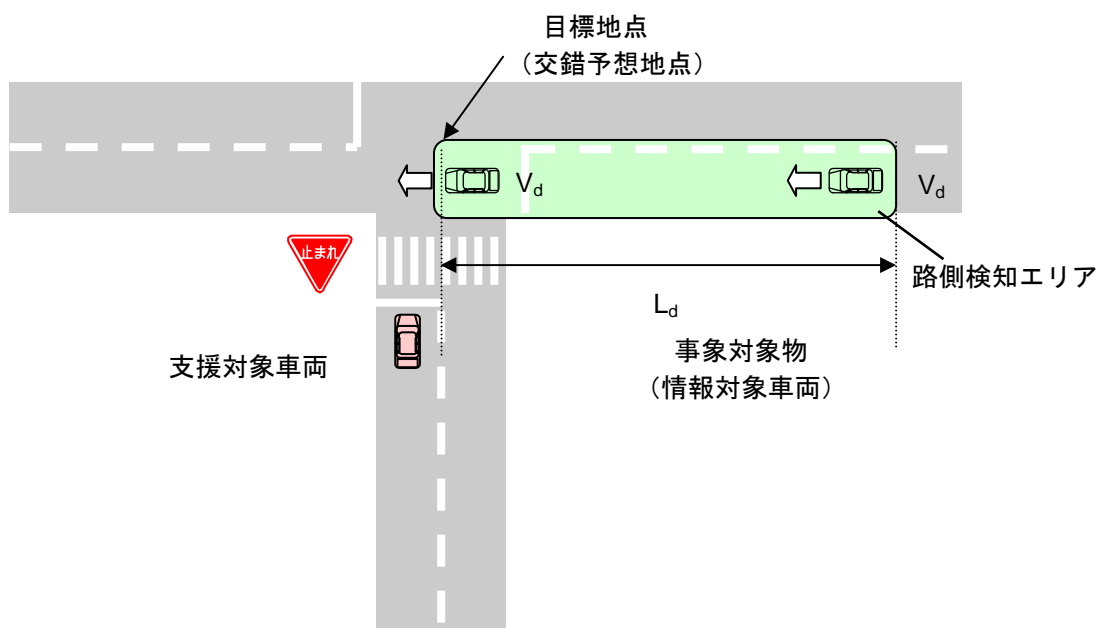 目標地点
（交錯予想地点）
Vd
Vd
止まれ
路側検知エリア
Ld
事象対象物
（情報対象車両）
支援対象車両